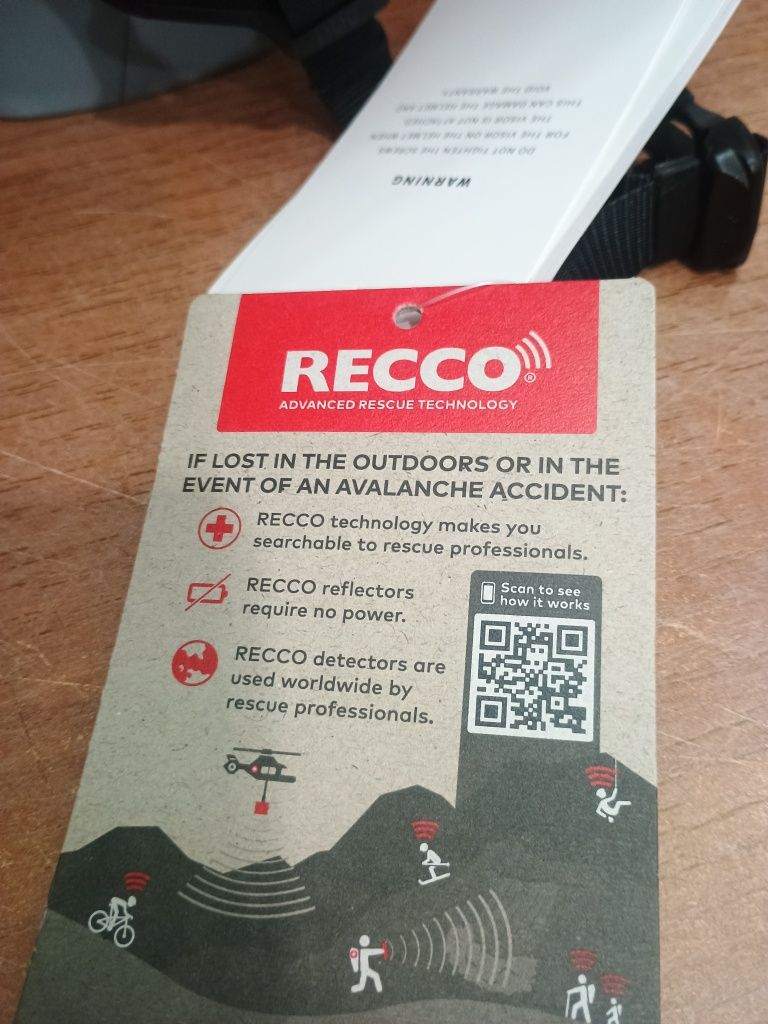 WARNING
DO NOT TIGHTEN THE SCREWS
FOR THE VISOR ON THE HELMET WHEN
THE VISOR IS NOT ATTACHED.
THIS CAN DAMAGE THE HELMET AND
VOID THE WARRANTY.
RECCO®
ADVANCED RESCUE TECHNOLOGY
IF LOST IN THE OUTDOORS OR IN THE
EVENT OF AN AVALANCHE ACCIDENT:
RECCO technology makes you
searchable to rescue professionals.
RECCO reflectors
require no power.
Scan to see
how it works
RECCO detectors are
used worldwide by
rescue professionals.